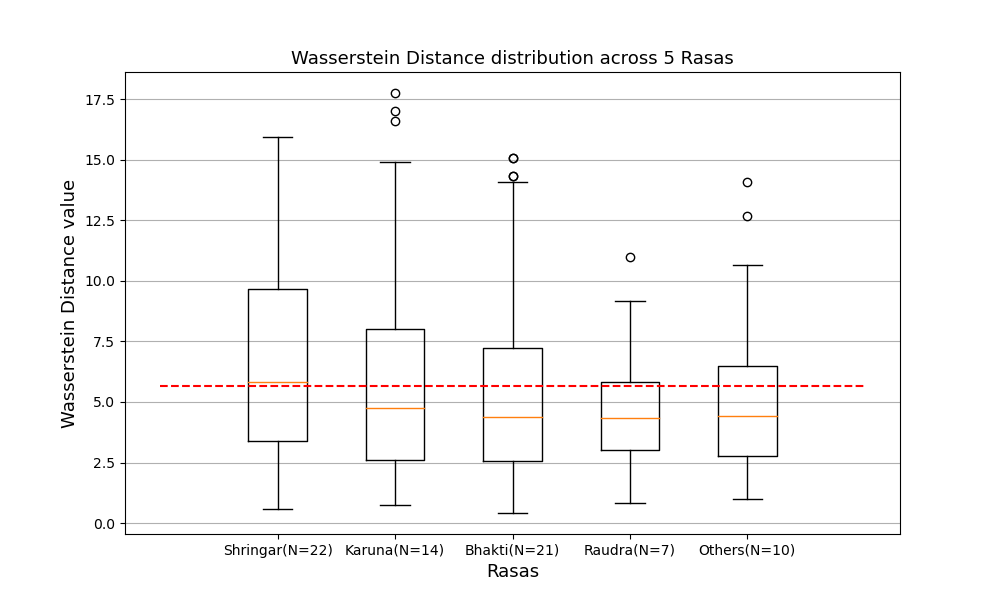 Wasserstein Distance distribution across 5 Rasas
Wasserstein Distance value
17.5
15.0
12.5
10.0
7.5
5.0
2.5
0.0
Shringar(N=22) Karuna(N=14) Bhakti(N=21) Raudra(N=7) Others(N=10)
Rasas